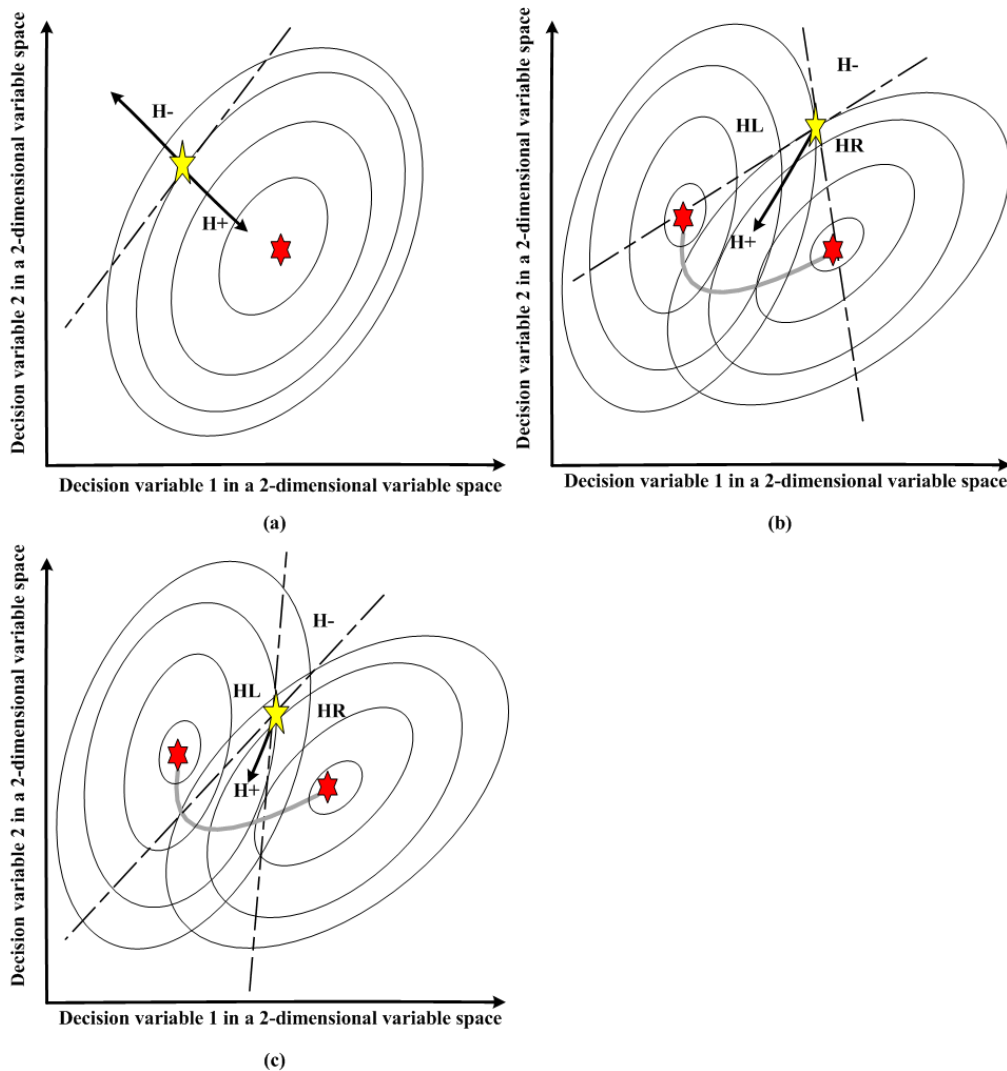 Decision variable 2 in a 2-dimensional variable space
H-
H+
Decision variable 1 in a 2-dimensional variable space
(a)
Decision variable 2 in a 2-dimensional variable space
H-
HL
HR
H+
Decision variable 1 in a 2-dimensional variable space
(b)
Decision variable 2 in a 2-dimensional variable space
H-
HL
HR
H+
Decision variable 1 in a 2-dimensional variable space
(c)